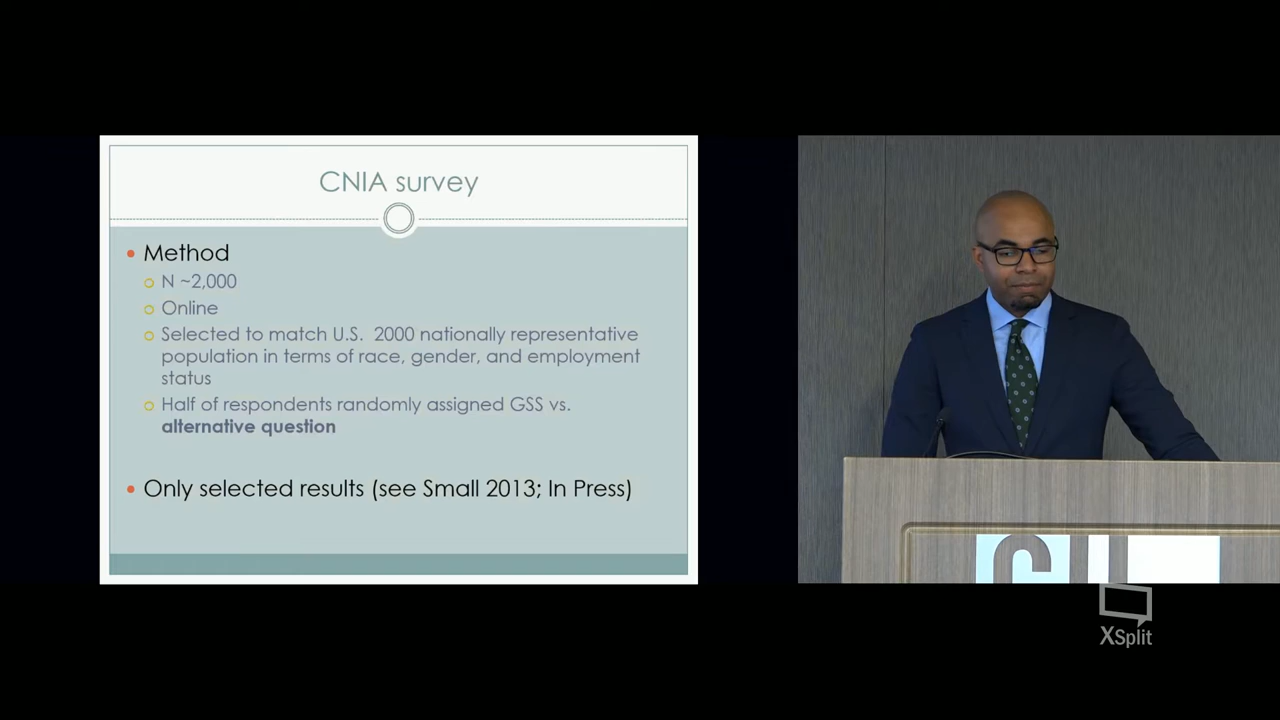 CNIA survey
Method
N ~2,000
Online
Selected to match U.S. 2000 nationally representative
population in terms of race, gender, and employment
status
Half of respondents randomly assigned GSS vs.
alternative question
Only selected results (see Small 2013; In Press)
XSplit